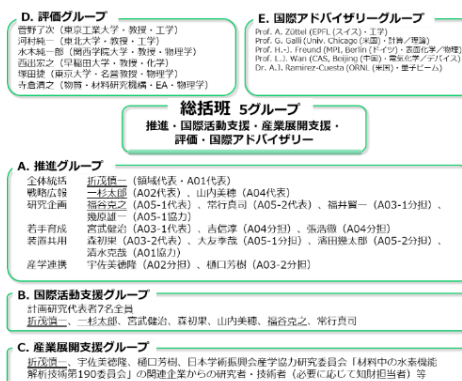 D. 評価グループ
菅野了次（東京工業大学・教授・工学）
河村純一（東北大学・教授・工学）
水木純一郎（関西学院大学・教授・物理学）
西出宏之（早稲田大学・教授・化学）
塚田捷（東京大学・名誉教授・物理学）
寺倉清之（物質・材料研究機構・EA・物理学）
E. 国際アドバイザリーグループ
Prof. A. Züttel (EPFL (スイス)・工学)
Prof. G. Galli (Univ. Chicago (米国)・計算／理論)
Prof. H.-J. Freund (MPI, Berlin (ドイツ)・表面化学／物理)
Prof. L.J. Wan (CAS, Beijing (中国)・電気化学／デバイス)
Dr. A.J. Ramirez-Cuesta (ORNL (米国)・量子ビーム)
総括班 5グループ
推進・国際活動支援・産業展開支援・
評価・国際アドバイザリー
A. 推進グループ
全体統括 折茂慎一（領域代表・A01代表）
戦略広報 一杉太郎（A02代表）、山内美穂（A04代表）
研究企画 福谷克之（A05-1代表）、常行真司（A05-2代表）、福井賢一（A03-1分担）、
幾原雄一（A05-1協力）
若手育成 宮武健治（A03-1代表）、吉信淳（A04分担）、張浩徹（A04分担）
装置共用 森初果（A03-2代表）、大友季哉（A05-1分担）、濱田幾太郎（A05-2分担）、
清水亮太（A01協力）
産学連携 宇佐美徳隆（A02分担）、樋口芳樹（A03-2分担）
B. 国際活動支援グループ
計画研究代表者7名全員
折茂慎一、一杉太郎、宮武健治、森初果、山内美穂、福谷克之、常行真司
C. 産業展開支援グループ
折茂慎一、宇佐美徳隆、樋口芳樹、日本学術振興会産学協力研究委員会「材料中の水素機能
解析技術第190委員会」の関連企業からの研究者・技術者（必要に応じて知財担当者）等